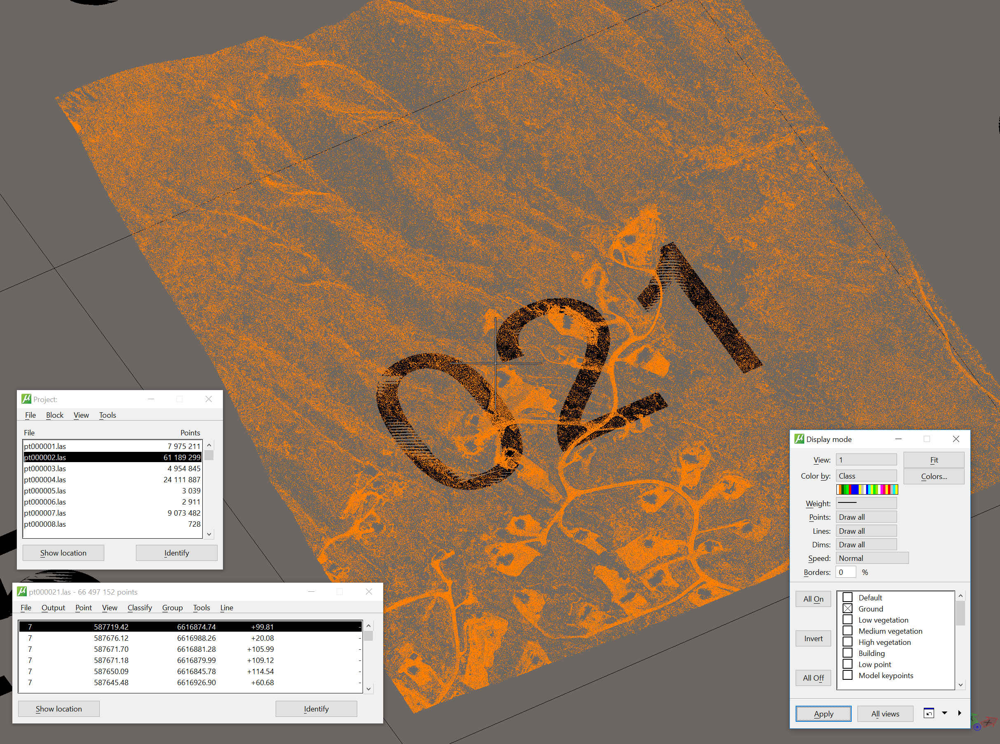 021
Project:
File Block View Tools
File Points
pt000001.las 7 975 211
pt000002.las 61 189 299
pt000003.las 4 954 845
pt000004.las 24 111 887
pt000005.las 3 039
pt000006.las 2 911
pt000007.las 9 073 482
pt000008.las 728
Show location Identify
pt000021.las - 66 497 152 points
File Output Point View Classify Group Tools Line
7 587719.42 6616874.74 +99.81 -
7 587676.12 6616988.26 +20.08 -
7 587671.70 6616881.28 +105.99 -
7 587671.18 6616879.99 +109.12 -
7 587650.09 6616845.78 +114.54 -
7 587645.48 6616926.90 +60.68 -
Show location Identify
Display mode
View: 1 Fit
Color by: Class Colors...
Weight:
Points: Draw all
Lines: Draw all
Dims: Draw all
Speed: Normal
Borders: 0 %
All On
Invert
All Off
Default
Ground
Low vegetation
Medium vegetation
High vegetation
Building
Low point
Model keypoints
Apply All views
X